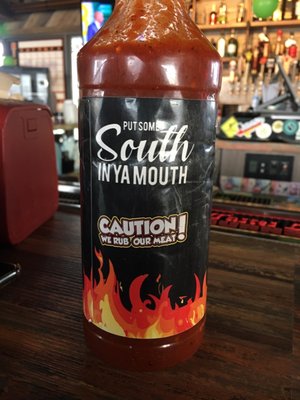 PUT SOME
South
IN YA MOUTH
CAUTION!
WE RUB OUR MEAT